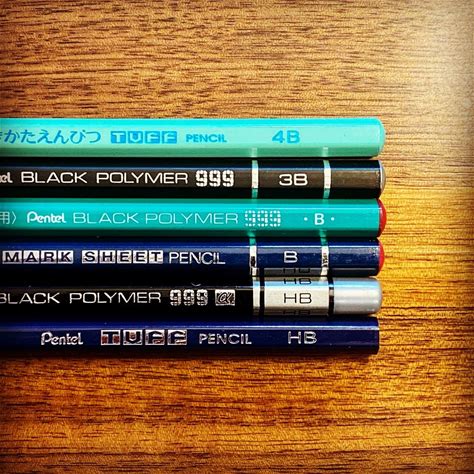 きかたえんぴつ TUFF PENCIL 4B
BLACK POLYMER 999 3B
用〉 Pentel BLACK POLYMER 999 ·B·
MARK SHEET PENCIL B
BLACK POLYMER 999 α HB
Pentel TUFF PENCIL HB